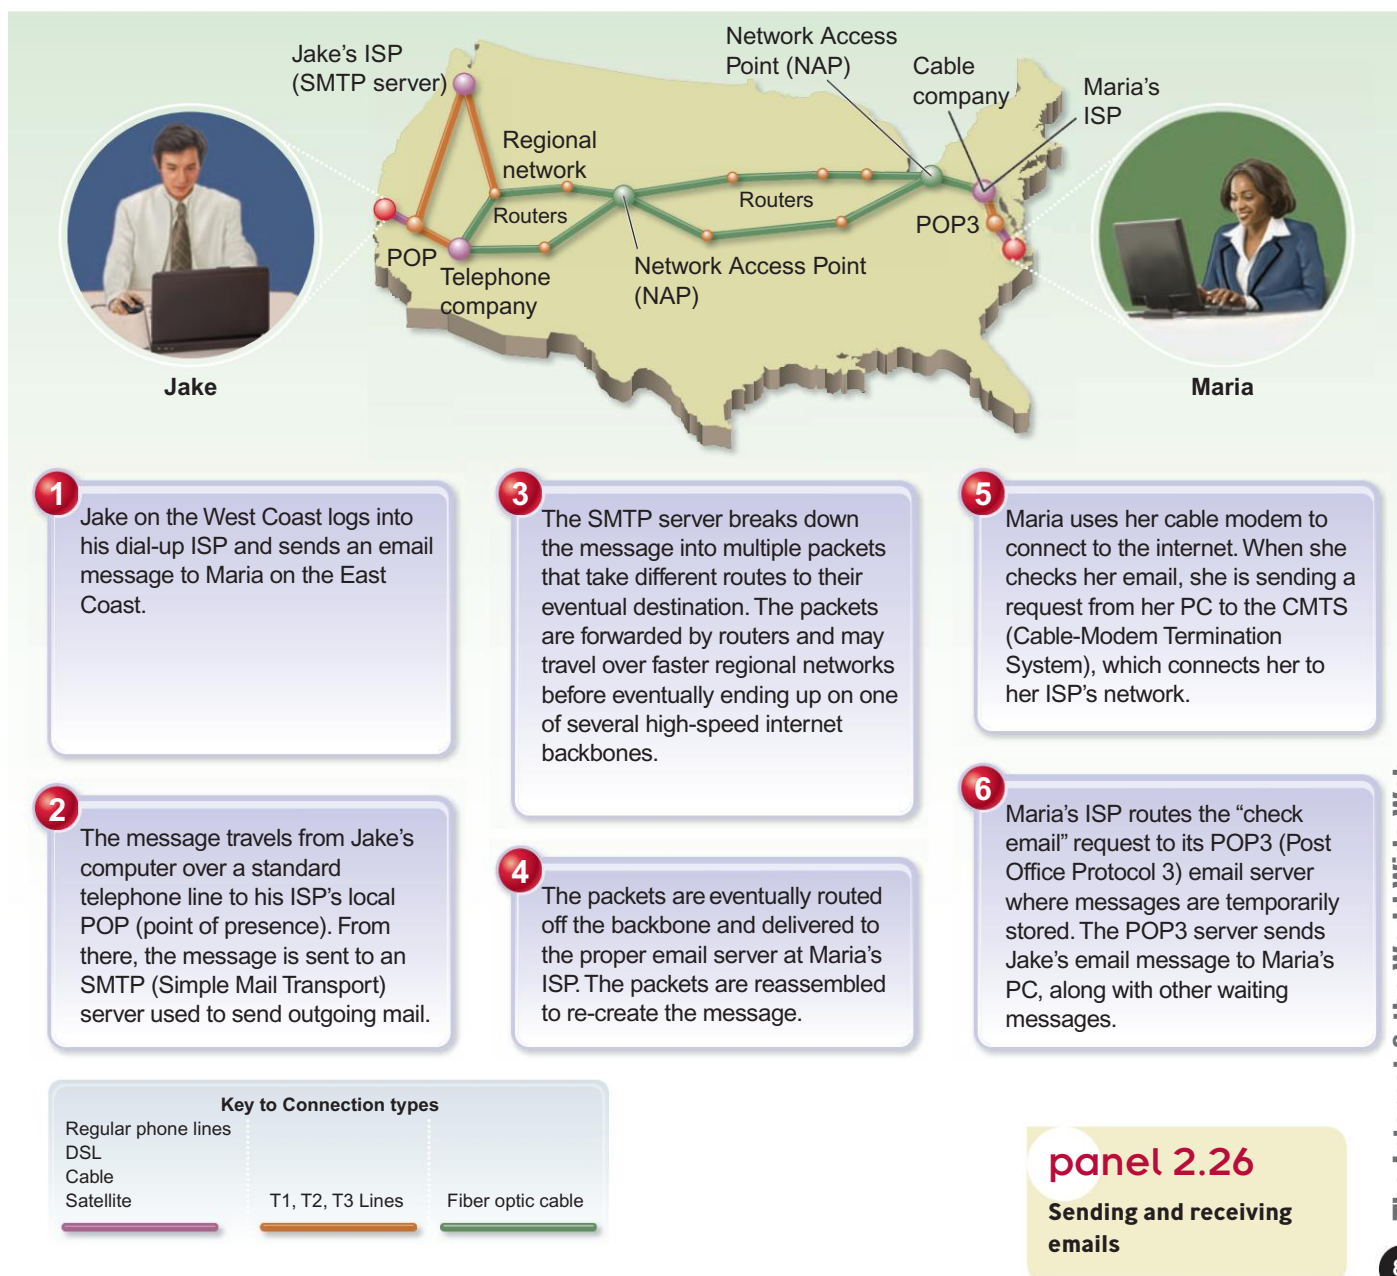 Jake's ISP
(SMTP server)
Network Access
Point (NAP)
Cable
company
Maria's
ISP
Regional
network
Routers
Routers
POP
POP3
Telephone
company
Network Access Point
(NAP)
Jake
Maria
1
Jake on the West Coast logs into
his dial-up ISP and sends an email
message to Maria on the East
Coast.
2
The message travels from Jake's
computer over a standard
telephone line to his ISP's local
POP (point of presence). From
there, the message is sent to an
SMTP (Simple Mail Transport)
server used to send outgoing mail.
3
The SMTP server breaks down
the message into multiple packets
that take different routes to their
eventual destination. The packets
are forwarded by routers and may
travel over faster regional networks
before eventually ending up on one
of several high-speed internet
backbones.
4
The packets are eventually routed
off the backbone and delivered to
the proper email server at Maria's
ISP. The packets are reassembled
to re-create the message.
5
Maria uses her cable modem to
connect to the internet. When she
checks her email, she is sending a
request from her PC to the CMTS
(Cable-Modem Termination
System), which connects her to
her ISP's network.
6
Maria's ISP routes the “check
email” request to its POP3 (Post
Office Protocol 3) email server
where messages are temporarily
stored. The POP3 server sends
Jake's email message to Maria's
PC, along with other waiting
messages.
Key to Connection types
Regular phone lines
DSL
Cable
Satellite
T1, T2, T3 Lines
Fiber optic cable
panel 2.26
Sending and receiving
emails